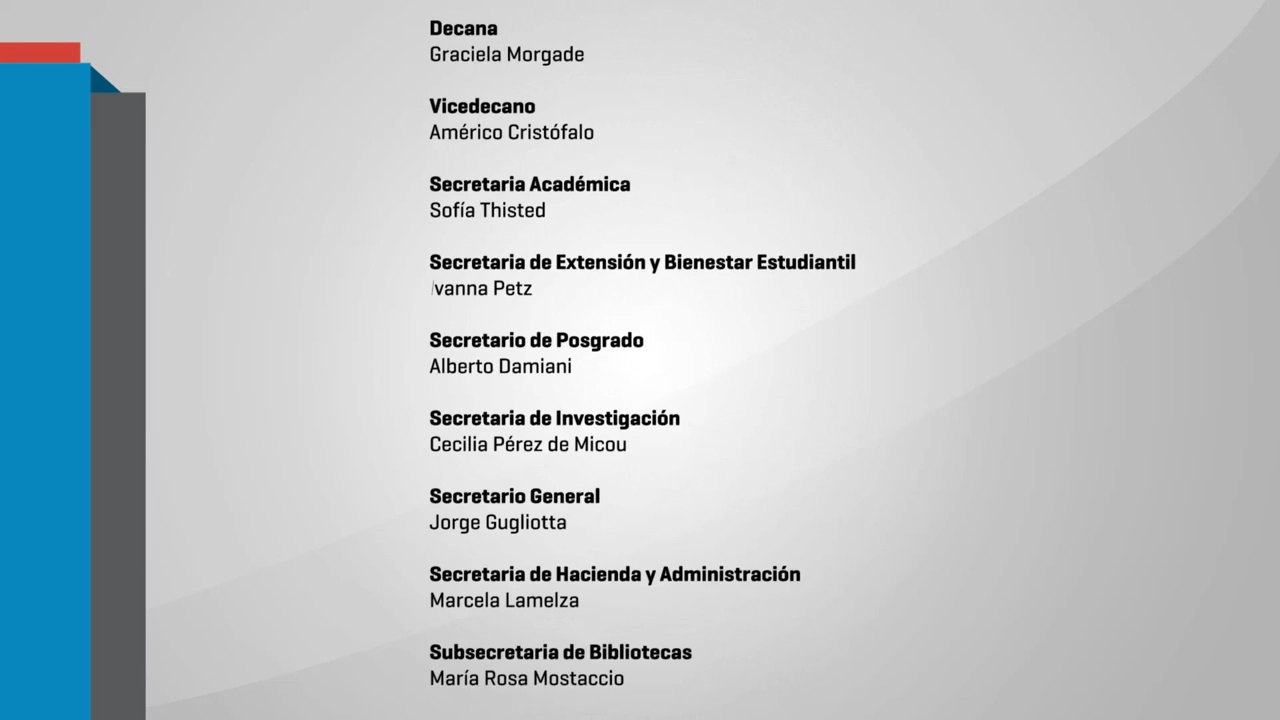 Decana
Graciela Morgade
Vicedecano
Américo Cristófalo
Secretaria Académica
Sofía Thisted
Secretaria de Extensión y Bienestar Estudiantil
Ivanna Petz
Secretario de Posgrado
Alberto Damiani
Secretaria de Investigación
Cecilia Pérez de Micou
Secretario General
Jorge Gugliotta
Secretaria de Hacienda y Administración
Marcela Lamelza
Subsecretaria de Bibliotecas
María Rosa Mostaccio